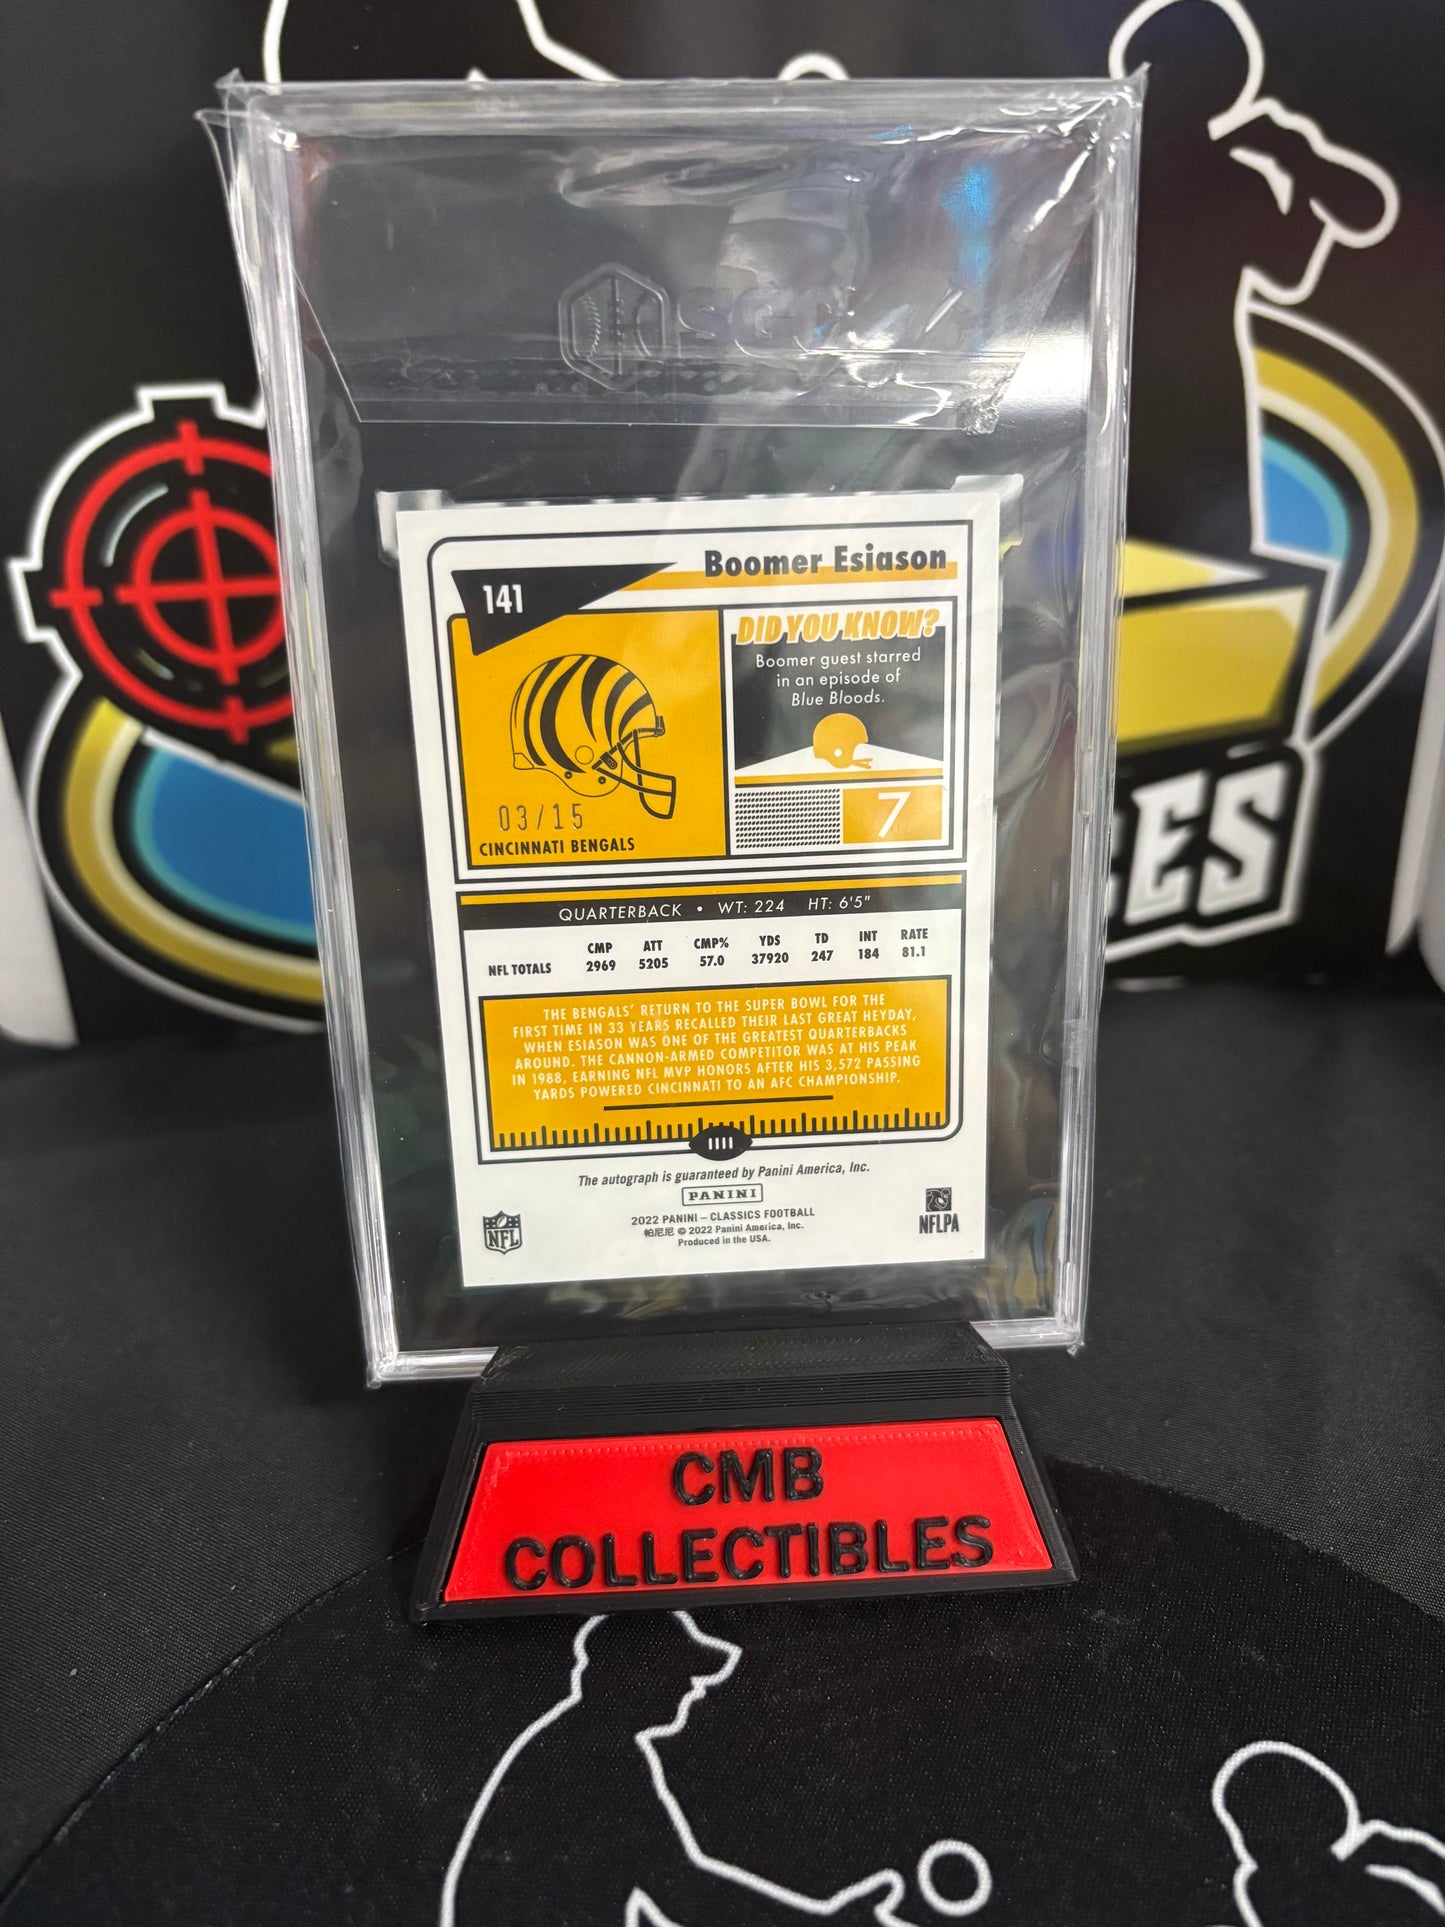 SGC
Boomer Esiason
141
DID YOU KNOW?
Boomer guest starred
in an episode of
Blue Bloods.
03/15
CINCINNATI BENGALS
7
QUARTERBACK • WT: 224 HT: 6'5"
CMP ATT CMP% YDS TD INT RATE
NFL TOTALS 2969 5205 57.0 37920 247 184 81.1
THE BENGALS' RETURN TO THE SUPER BOWL FOR THE
FIRST TIME IN 33 YEARS RECALLED THEIR LAST GREAT HEYDAY,
WHEN ESIASON WAS ONE OF THE GREATEST QUARTERBACKS
AROUND. THE CANNON-ARMED COMPETITOR WAS AT HIS PEAK
IN 1988, EARNING NFL MVP HONORS AFTER HIS 3,572 PASSING
YARDS POWERED CINCINNATI TO AN AFC CHAMPIONSHIP.
The autograph is guaranteed by Panini America, Inc.
PANINI
2022 PANINI – CLASSICS FOOTBALL
帕尼尼 © 2022 Panini America, Inc.
Produced in the USA.
NFL
NFLPA
LES
CMB
COLLECTIBLES